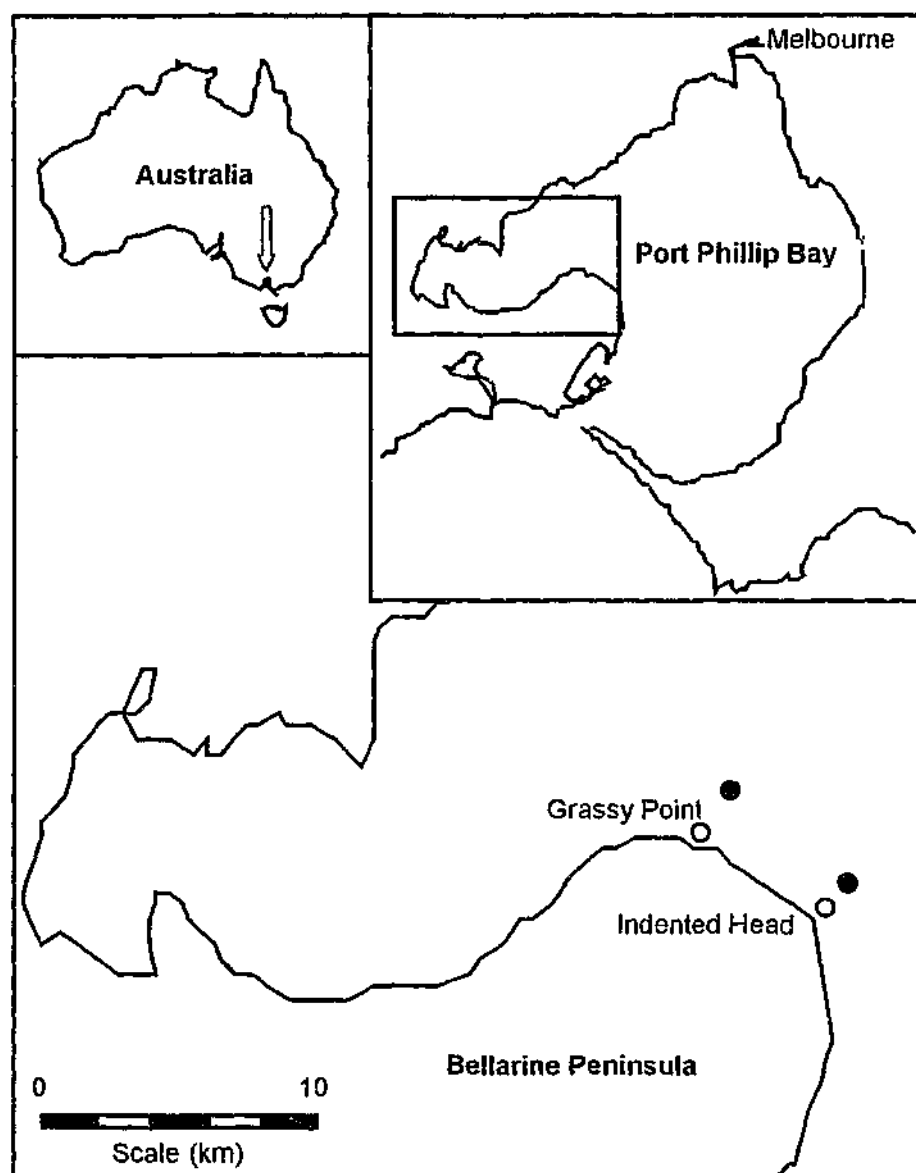 Melbourne
Australia
Port Phillip Bay
Grassy Point
Indented Head
Bellarine Peninsula
0 10
Scale (km)